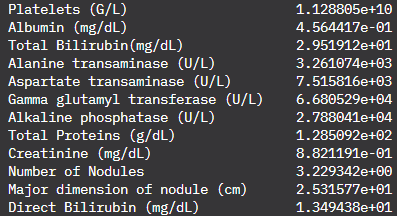 Platelets (G/L) 1.128805e+10
Albumin (mg/dL) 4.564417e-01
Total Bilirubin(mg/dL) 2.951912e+01
Alanine transaminase (U/L) 3.261074e+03
Aspartate transaminase (U/L) 7.515816e+03
Gamma glutamyl transferase (U/L) 6.680529e+04
Alkaline phosphatase (U/L) 2.788041e+04
Total Proteins (g/dL) 1.285092e+02
Creatinine (mg/dL) 8.821191e-01
Number of Nodules 3.229342e+00
Major dimension of nodule (cm) 2.531577e+01
Direct Bilirubin (mg/dL) 1.349438e+01